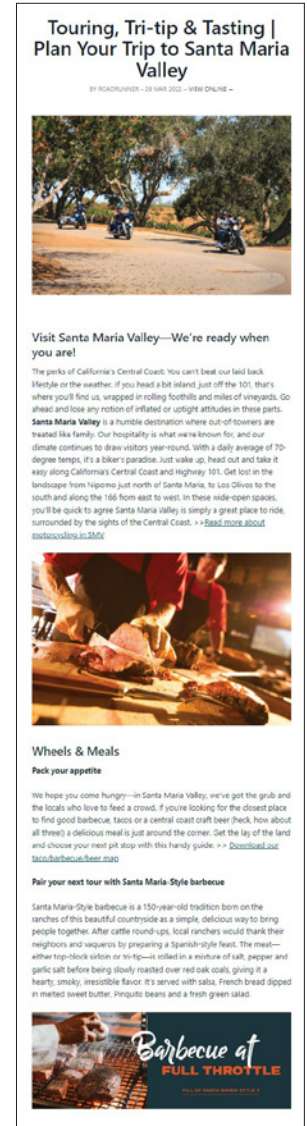 Touring, Tri-tip & Tasting |
Plan Your Trip to Santa Maria
Valley
BY ROADRUNNER – 29 MAR 2022 – VIEW ONLINE →
Visit Santa Maria Valley—We're ready when
you are!
The perks of California's Central Coast: You can't beat our laid back
lifestyle or the weather. If you head a bit inland, just off the 101, that's
where you'll find us, wrapped in rolling foothills and miles of vineyards. Go
ahead and lose any notion of inflated or uptight attitudes in these parts.
Santa Maria Valley is a humble destination where out-of-towners are
treated like family. Our hospitality is what we're known for, and our
climate continues to draw visitors year-round. With a daily average of 70-
degree temps, it's a biker's paradise. Just wake up, head out and take it
easy along California's Central Coast and Highway 101. Get lost in the
landscape from Nipomo just north of Santa Maria, to Los Olivos to the
south and along the 166 from east to west. In these wide-open spaces,
you'll be quick to agree Santa Maria Valley is simply a great place to ride,
surrounded by the sights of the Central Coast. >>Read more about
motorcycling in SMV
Wheels & Meals
Pack your appetite
We hope you come hungry—in Santa Maria Valley, we've got the grub and
the locals who love to feed a crowd. If you're looking for the closest place
to find good barbecue, tacos or a central coast craft beer (heck, how about
all three!) a delicious meal is just around the corner. Get the lay of the land
and choose your next pit stop with this handy guide. >> Download our
taco/barbecue/beer map
Pair your next tour with Santa Maria-Style barbecue
Santa Maria-Style barbecue is a 150-year-old tradition born on the
ranches of this beautiful countryside as a simple, delicious way to bring
people together. After cattle round-ups, local ranchers would thank their
neighbors and vaqueros by preparing a Spanish-style feast. The meat—
either top-block sirloin or tri-tip—is rolled in a mixture of salt, pepper and
garlic salt before being slowly roasted over red oak coals, giving it a
hearty, smoky, irresistible flavor. It's served with salsa, French bread dipped
in melted sweet butter, Pinquito beans and a fresh green salad.
Barbecue at
FULL THROTTLE
FILL UP SANTA MARIA STYLE